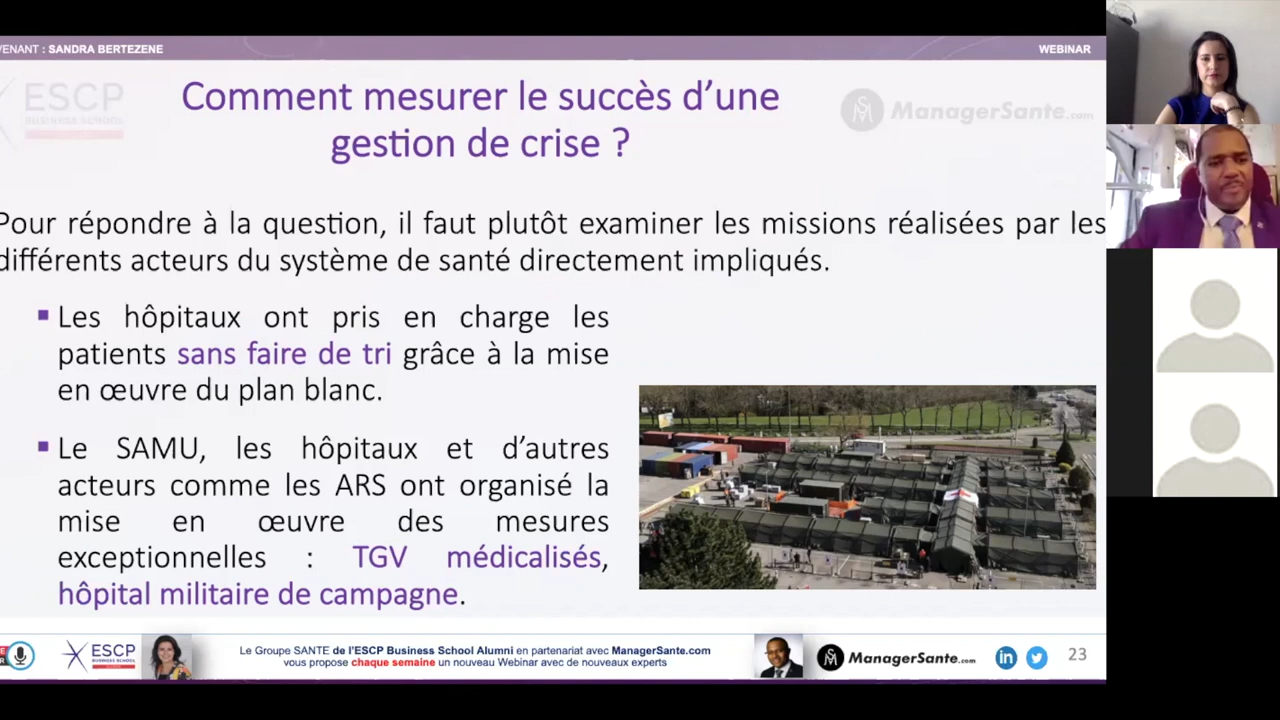 VENANT : SANDRA BERTEZENE
WEBINAR
ESCP
BUSINESS SCHOOL
ManagerSante.com
Comment mesurer le succès d’une
gestion de crise ?
Pour répondre à la question, il faut plutôt examiner les missions réalisées par les
différents acteurs du système de santé directement impliqués.
▪ Les hôpitaux ont pris en charge les
patients sans faire de tri grâce à la mise
en œuvre du plan blanc.
▪ Le SAMU, les hôpitaux et d’autres
acteurs comme les ARS ont organisé la
mise en œuvre des mesures
exceptionnelles : TGV médicalisés,
hôpital militaire de campagne.
ESCP
BUSINESS SCHOOL
Le Groupe SANTE de l’ESCP Business School Alumni en partenariat avec ManagerSante.com
vous propose chaque semaine un nouveau Webinar avec de nouveaux experts
ManagerSante.com
in
23